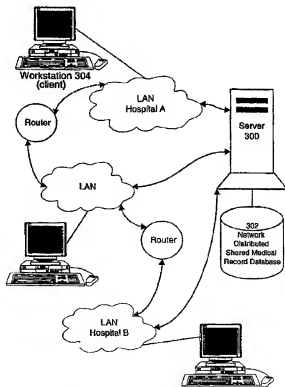 Workstation 304
(client)
LAN
Hospital A
Router
Server
300
LAN
Router
302
Network
Distributed
Shared Medical
Record Database
LAN
Hospital B